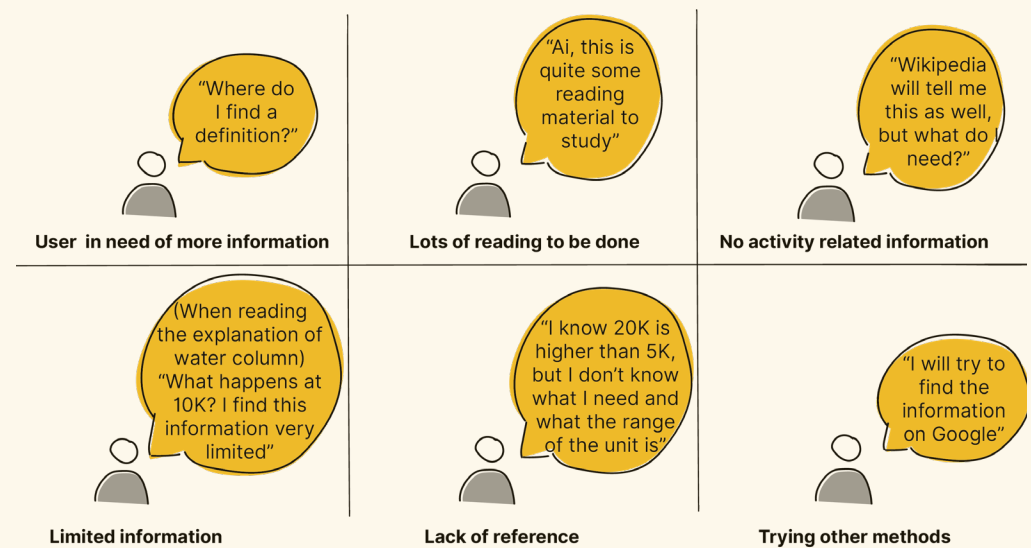 “Where do
I find a
definition?”
User in need of more information
“Ai, this is
quite some
reading
material to
study”
Lots of reading to be done
“Wikipedia
will tell me
this as well,
but what do I
need?”
No activity related information
(When reading
the explanation of
water column)
“What happens at
10K? I find this
information very
limited”
Limited information
“I know 20K is
higher than 5K,
but I don’t know
what I need and
what the range
of the unit is”
Lack of reference
“I will try to
find the
information
on Google”
Trying other methods